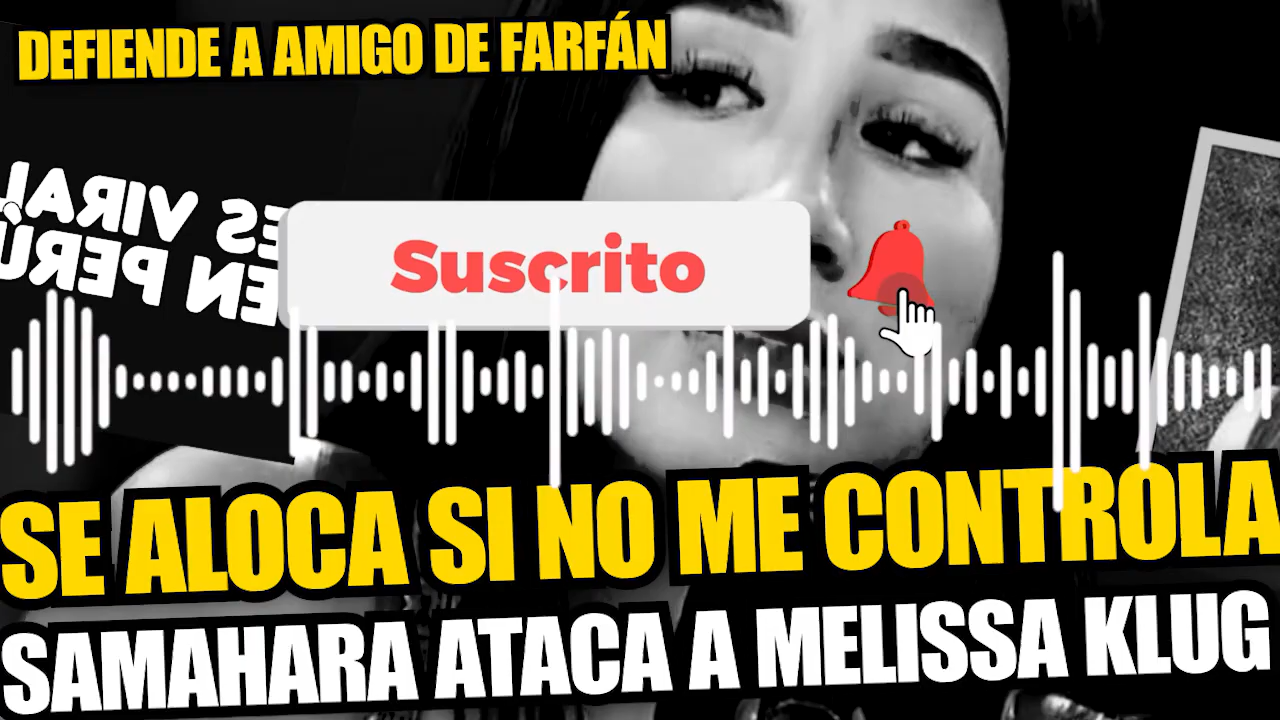 DEFIENDE A AMIGO DE FARFÁN
ES VIRAL
EN PERÚ
Suscrito
SE ALOCA SI NO ME CONTROLA
SAMAHARA ATACA A MELISSA KLUG